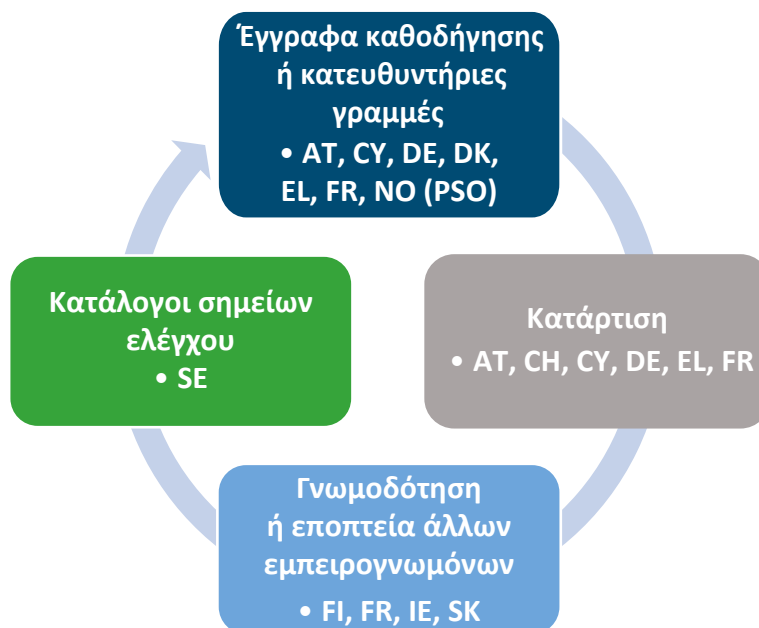 Έγγραφα καθοδήγησης
ή κατευθυντήριες
γραμμές
• AT, CY, DE, DK,
EL, FR, NO (PSO)
Κατάλογοι σημείων
ελέγχου
• SE
Κατάρτιση
• AT, CH, CY, DE, EL, FR
Γνωμοδότηση
ή εποπτεία άλλων
εμπειρογνωμόνων
• FI, FR, IE, SK